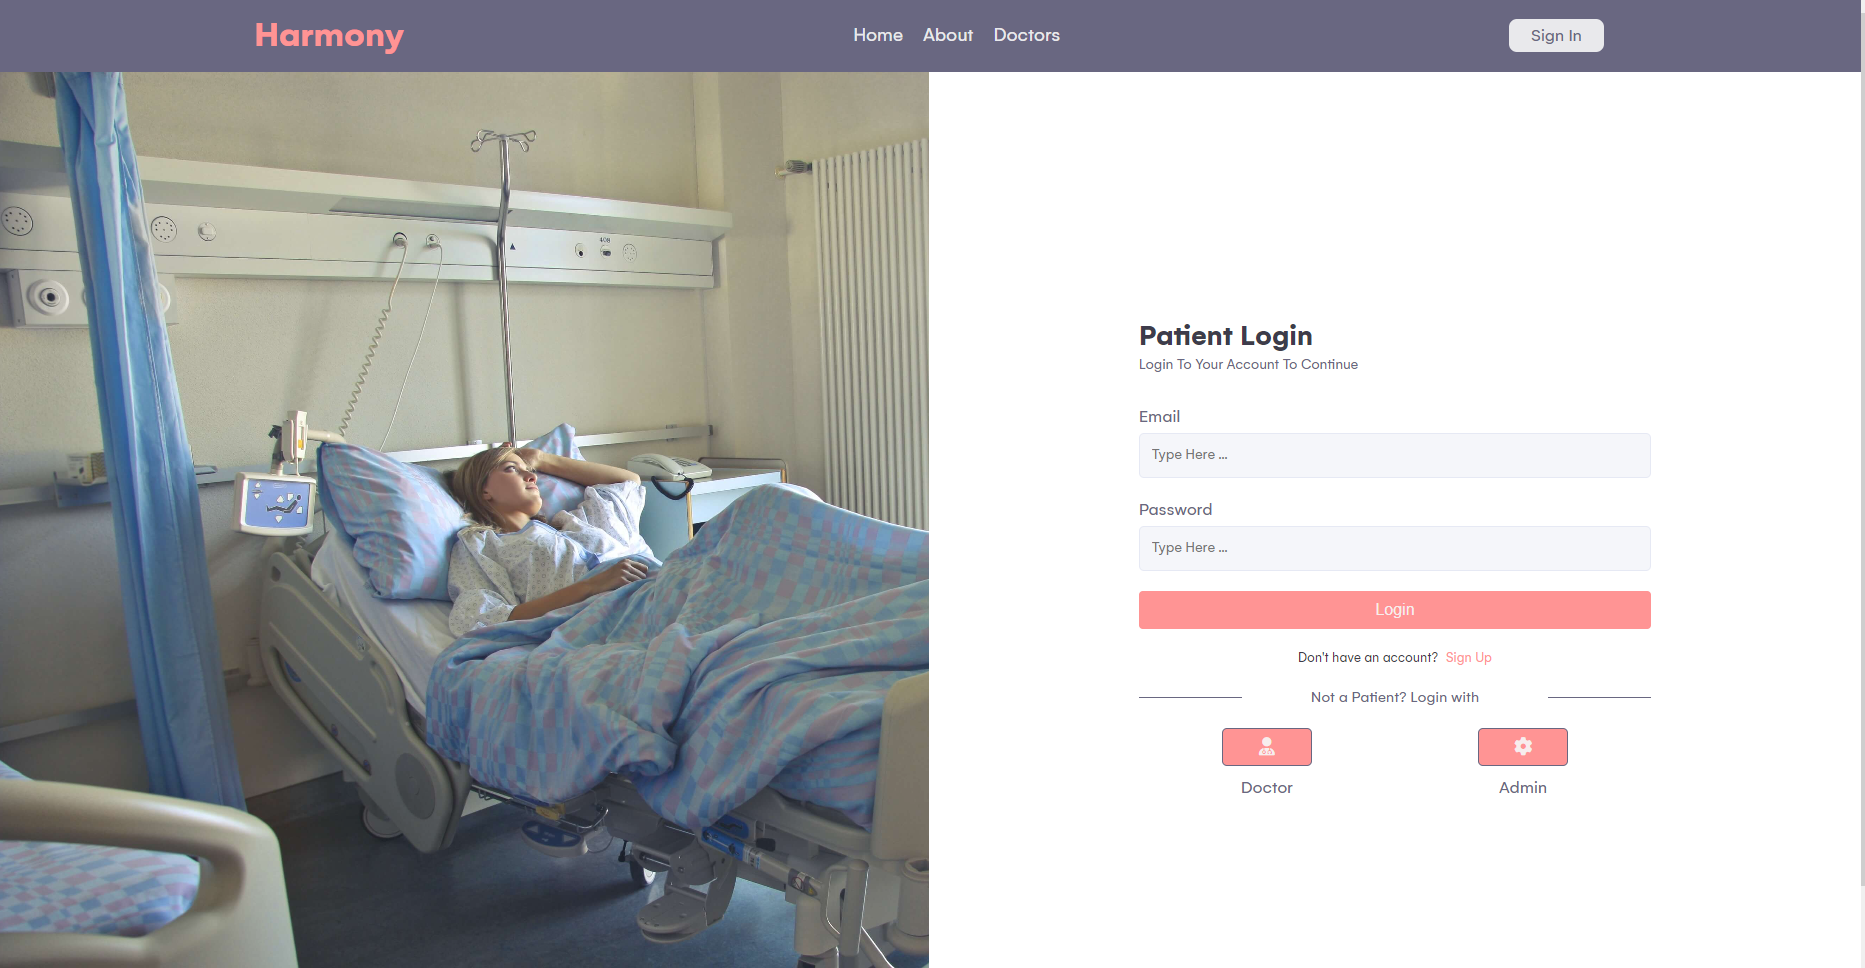 Harmony
Home About Doctors
Sign In
408
Patient Login
Login To Your Account To Continue
Email
Type Here ...
Password
Type Here ...
Login
Don't have an account? Sign Up
Not a Patient? Login with
Doctor
Admin